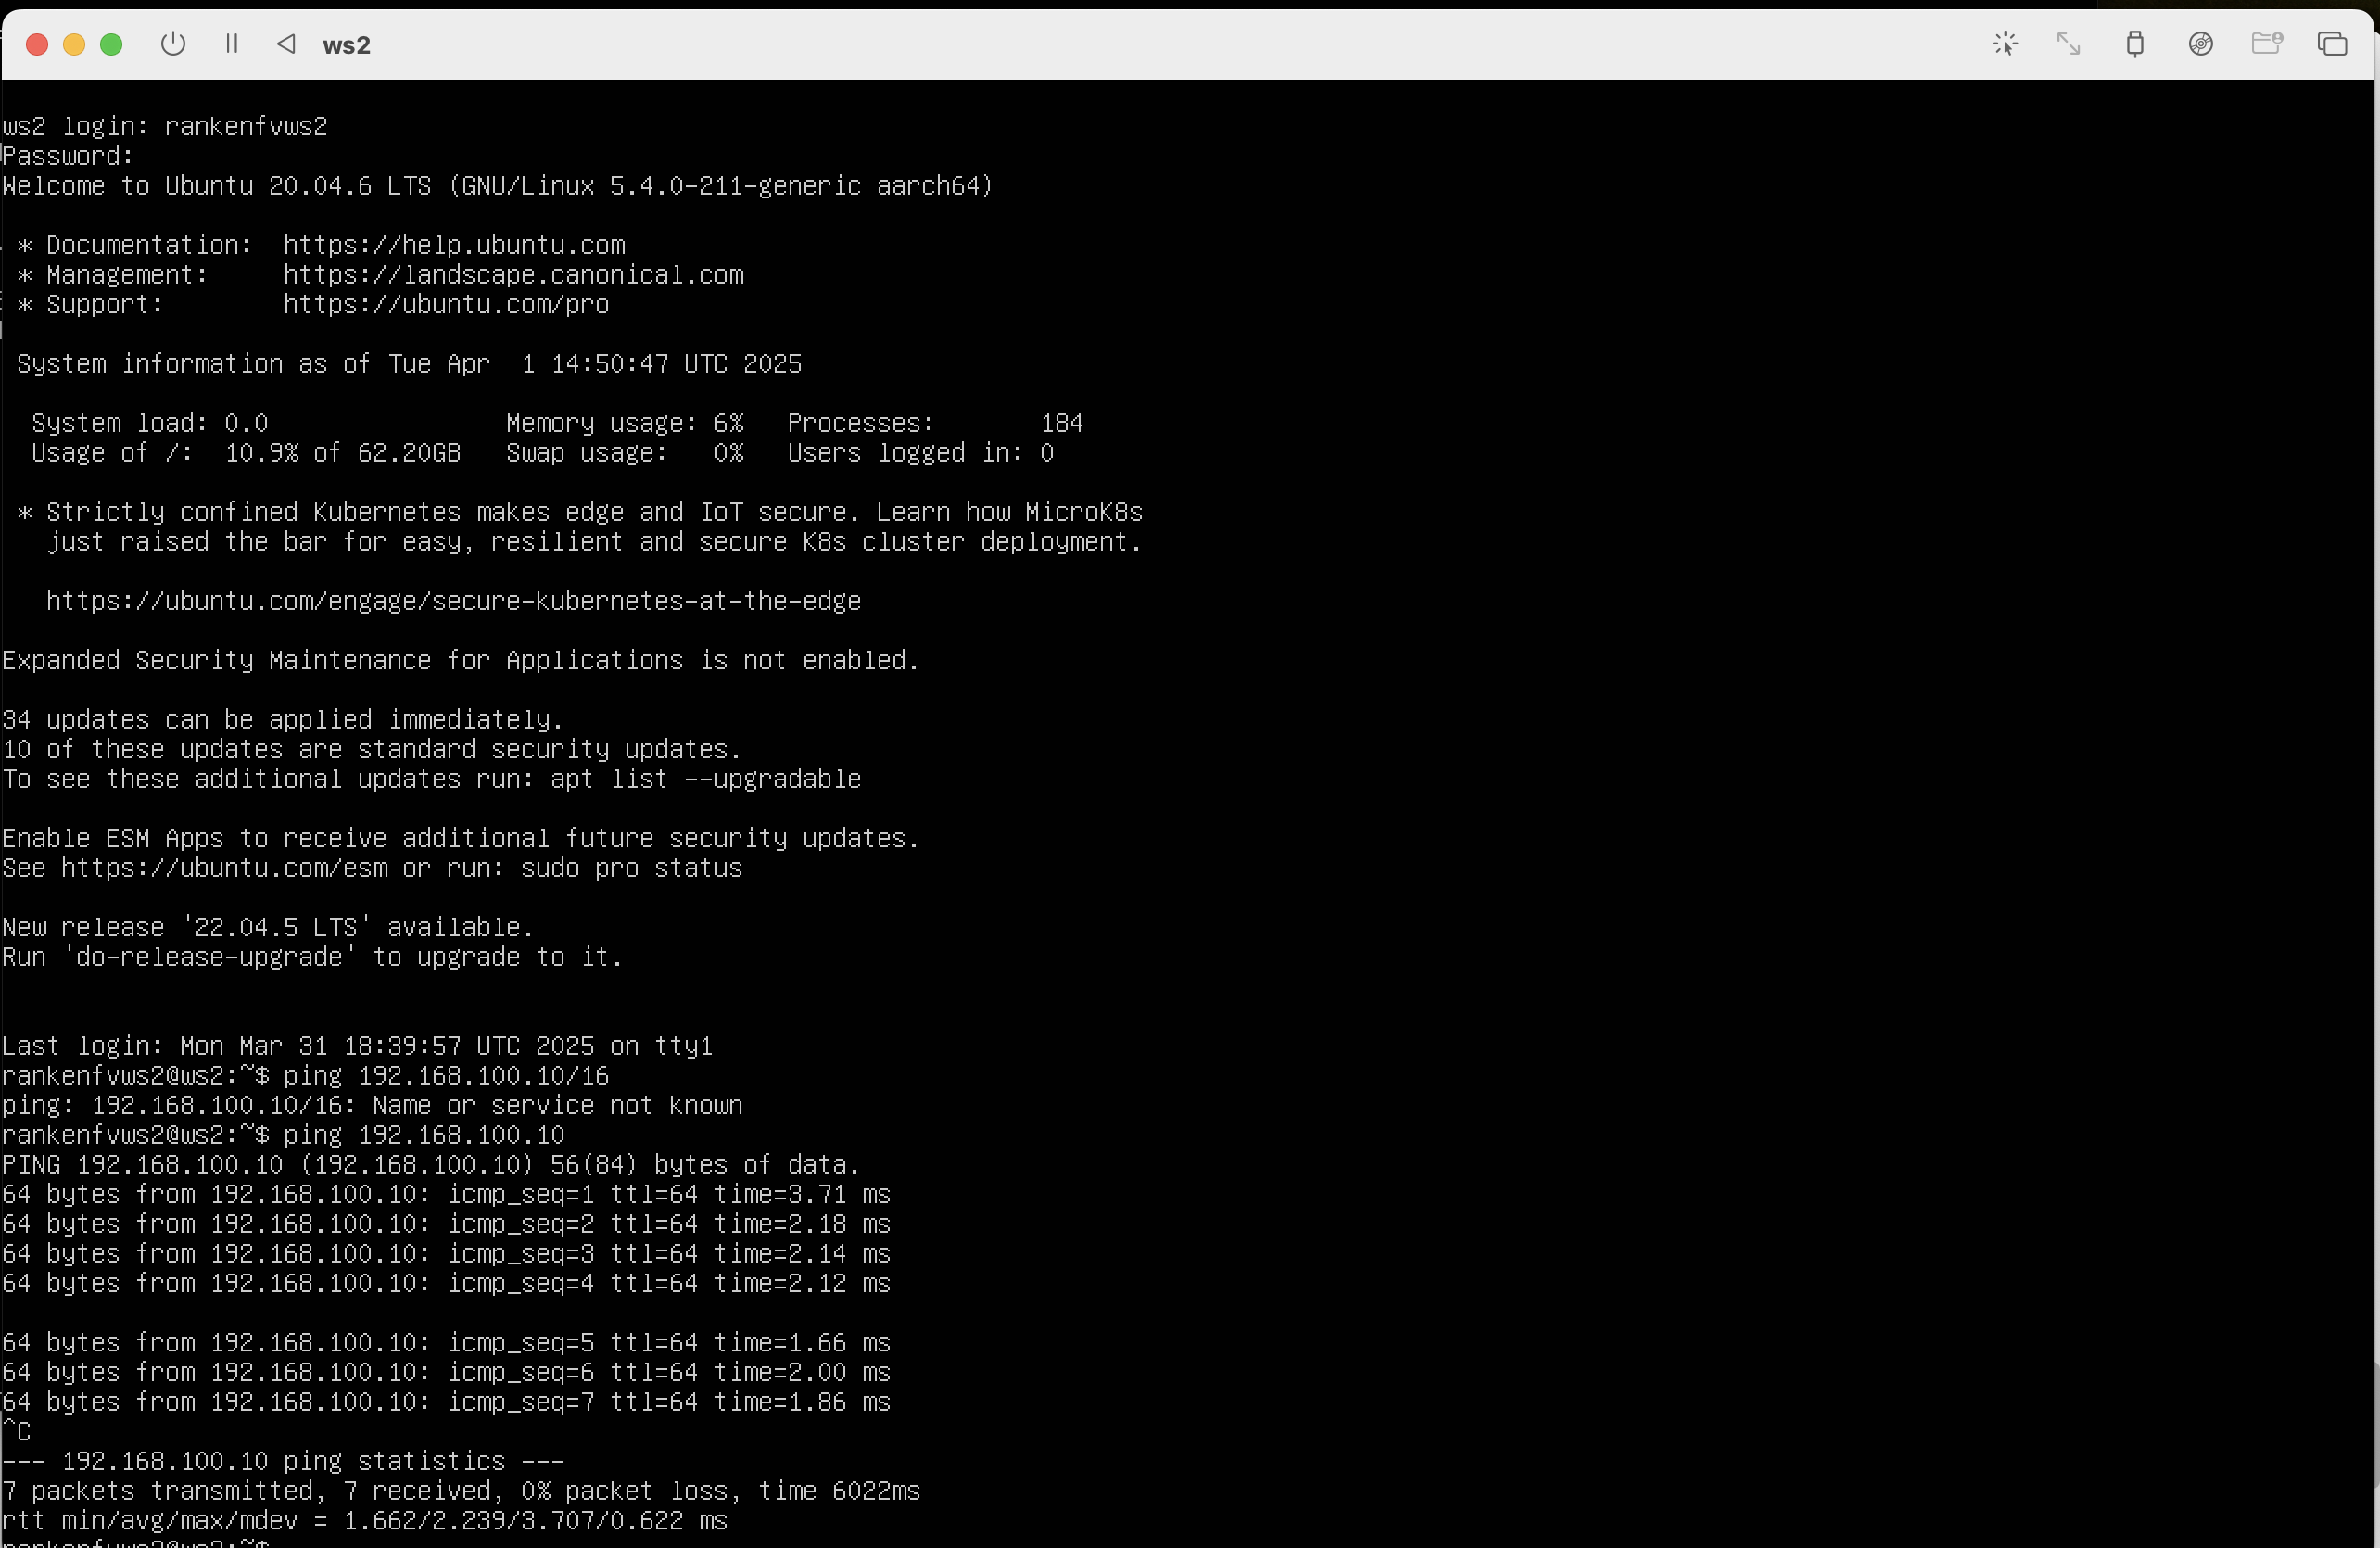 ws2
ws2 login: rankenfvws2
Password:
Welcome to Ubuntu 20.04.6 LTS (GNU/Linux 5.4.0-211-generic aarch64)
* Documentation:  https://help.ubuntu.com
* Management:     https://landscape.canonical.com
* Support:        https://ubuntu.com/pro
System information as of Tue Apr  1 14:50:47 UTC 2025
System load: 0.0                Memory usage: 6%   Processes:       184
Usage of /:  10.9% of 62.20GB   Swap usage:   0%   Users logged in: 0
* Strictly confined Kubernetes makes edge and IoT secure. Learn how MicroK8s
just raised the bar for easy, resilient and secure K8s cluster deployment.
https://ubuntu.com/engage/secure-kubernetes-at-the-edge
Expanded Security Maintenance for Applications is not enabled.
34 updates can be applied immediately.
10 of these updates are standard security updates.
To see these additional updates run: apt list --upgradable
Enable ESM Apps to receive additional future security updates.
See https://ubuntu.com/esm or run: sudo pro status
New release '22.04.5 LTS' available.
Run 'do-release-upgrade' to upgrade to it.
Last login: Mon Mar 31 18:39:57 UTC 2025 on tty1
rankenfvws2@ws2:~$ ping 192.168.100.10/16
ping: 192.168.100.10/16: Name or service not known
rankenfvws2@ws2:~$ ping 192.168.100.10
PING 192.168.100.10 (192.168.100.10) 56(84) bytes of data.
64 bytes from 192.168.100.10: icmp_seq=1 ttl=64 time=3.71 ms
64 bytes from 192.168.100.10: icmp_seq=2 ttl=64 time=2.18 ms
64 bytes from 192.168.100.10: icmp_seq=3 ttl=64 time=2.14 ms
64 bytes from 192.168.100.10: icmp_seq=4 ttl=64 time=2.12 ms
64 bytes from 192.168.100.10: icmp_seq=5 ttl=64 time=1.66 ms
64 bytes from 192.168.100.10: icmp_seq=6 ttl=64 time=2.00 ms
64 bytes from 192.168.100.10: icmp_seq=7 ttl=64 time=1.86 ms
^C
--- 192.168.100.10 ping statistics ---
7 packets transmitted, 7 received, 0% packet loss, time 6022ms
rtt min/avg/max/mdev = 1.662/2.239/3.707/0.622 ms
rankenfvws2@ws2:~$